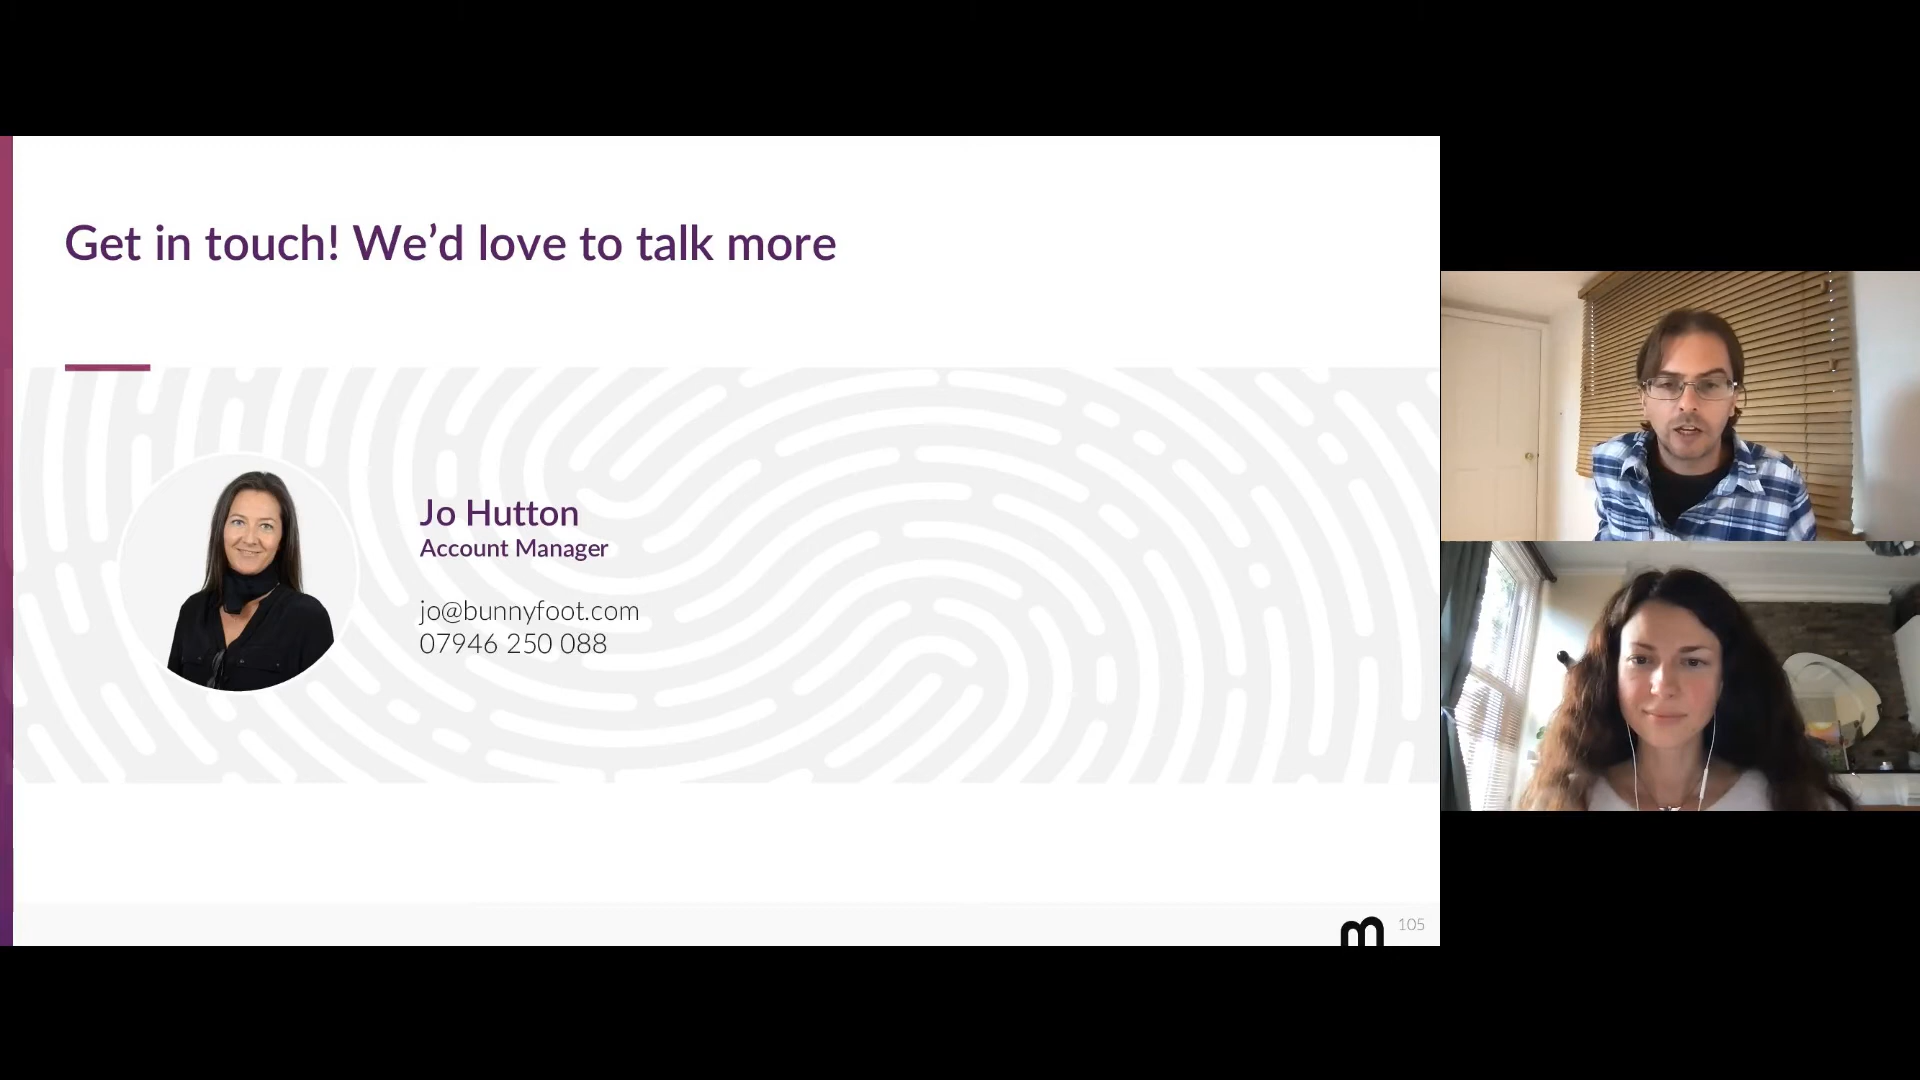 Get in touch! We’d love to talk more
Jo Hutton
Account Manager
jo@bunnyfoot.com
07946 250 088
105